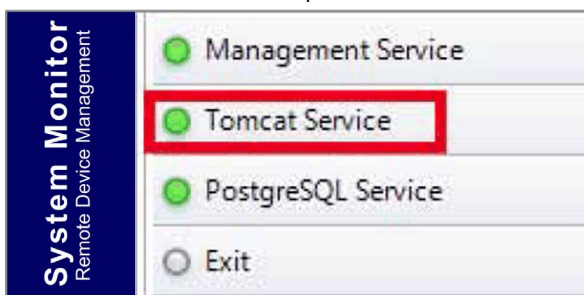 System Monitor
Remote Device Management
Management Service
Tomcat Service
PostgreSQL Service
Exit